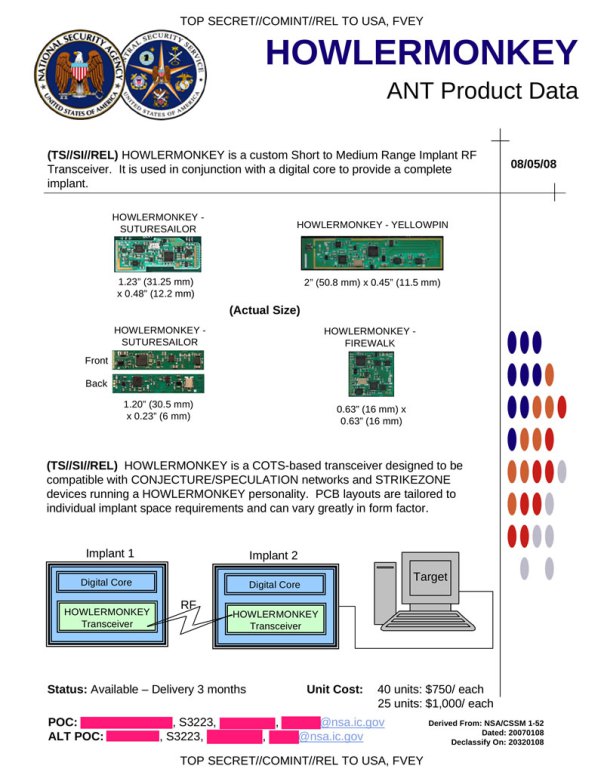 TOP SECRET//COMINT//REL TO USA, FVEY
NATIONAL SECURITY AGENCY
UNITED STATES OF AMERICA
CENTRAL SECURITY SERVICE
UNITED STATES OF AMERICA
HOWLERMONKEY
ANT Product Data
(TS//SI//REL) HOWLERMONKEY is a custom Short to Medium Range Implant RF
Transceiver. It is used in conjunction with a digital core to provide a complete
implant.
08/05/08
HOWLERMONKEY -
SUTURESAILOR
1.23" (31.25 mm)
x 0.48" (12.2 mm)
HOWLERMONKEY - YELLOWPIN
2" (50.8 mm) x 0.45" (11.5 mm)
(Actual Size)
HOWLERMONKEY -
SUTURESAILOR
Front
Back
1.20" (30.5 mm)
x 0.23" (6 mm)
HOWLERMONKEY -
FIREWALK
0.63" (16 mm) x
0.63" (16 mm)
(TS//SI//REL) HOWLERMONKEY is a COTS-based transceiver designed to be
compatible with CONJECTURE/SPECULATION networks and STRIKEZONE
devices running a HOWLERMONKEY personality. PCB layouts are tailored to
individual implant space requirements and can vary greatly in form factor.
Implant 1
Digital Core
HOWLERMONKEY
Transceiver
RF
Implant 2
Digital Core
HOWLERMONKEY
Transceiver
Target
Status: Available – Delivery 3 months
Unit Cost: 40 units: $750/ each
25 units: $1,000/ each
POC: , S3223, , @nsa.ic.gov
ALT POC: , S3223, , @nsa.ic.gov
Derived From: NSA/CSSM 1-52
Dated: 20070108
Declassify On: 20320108
TOP SECRET//COMINT//REL TO USA, FVEY